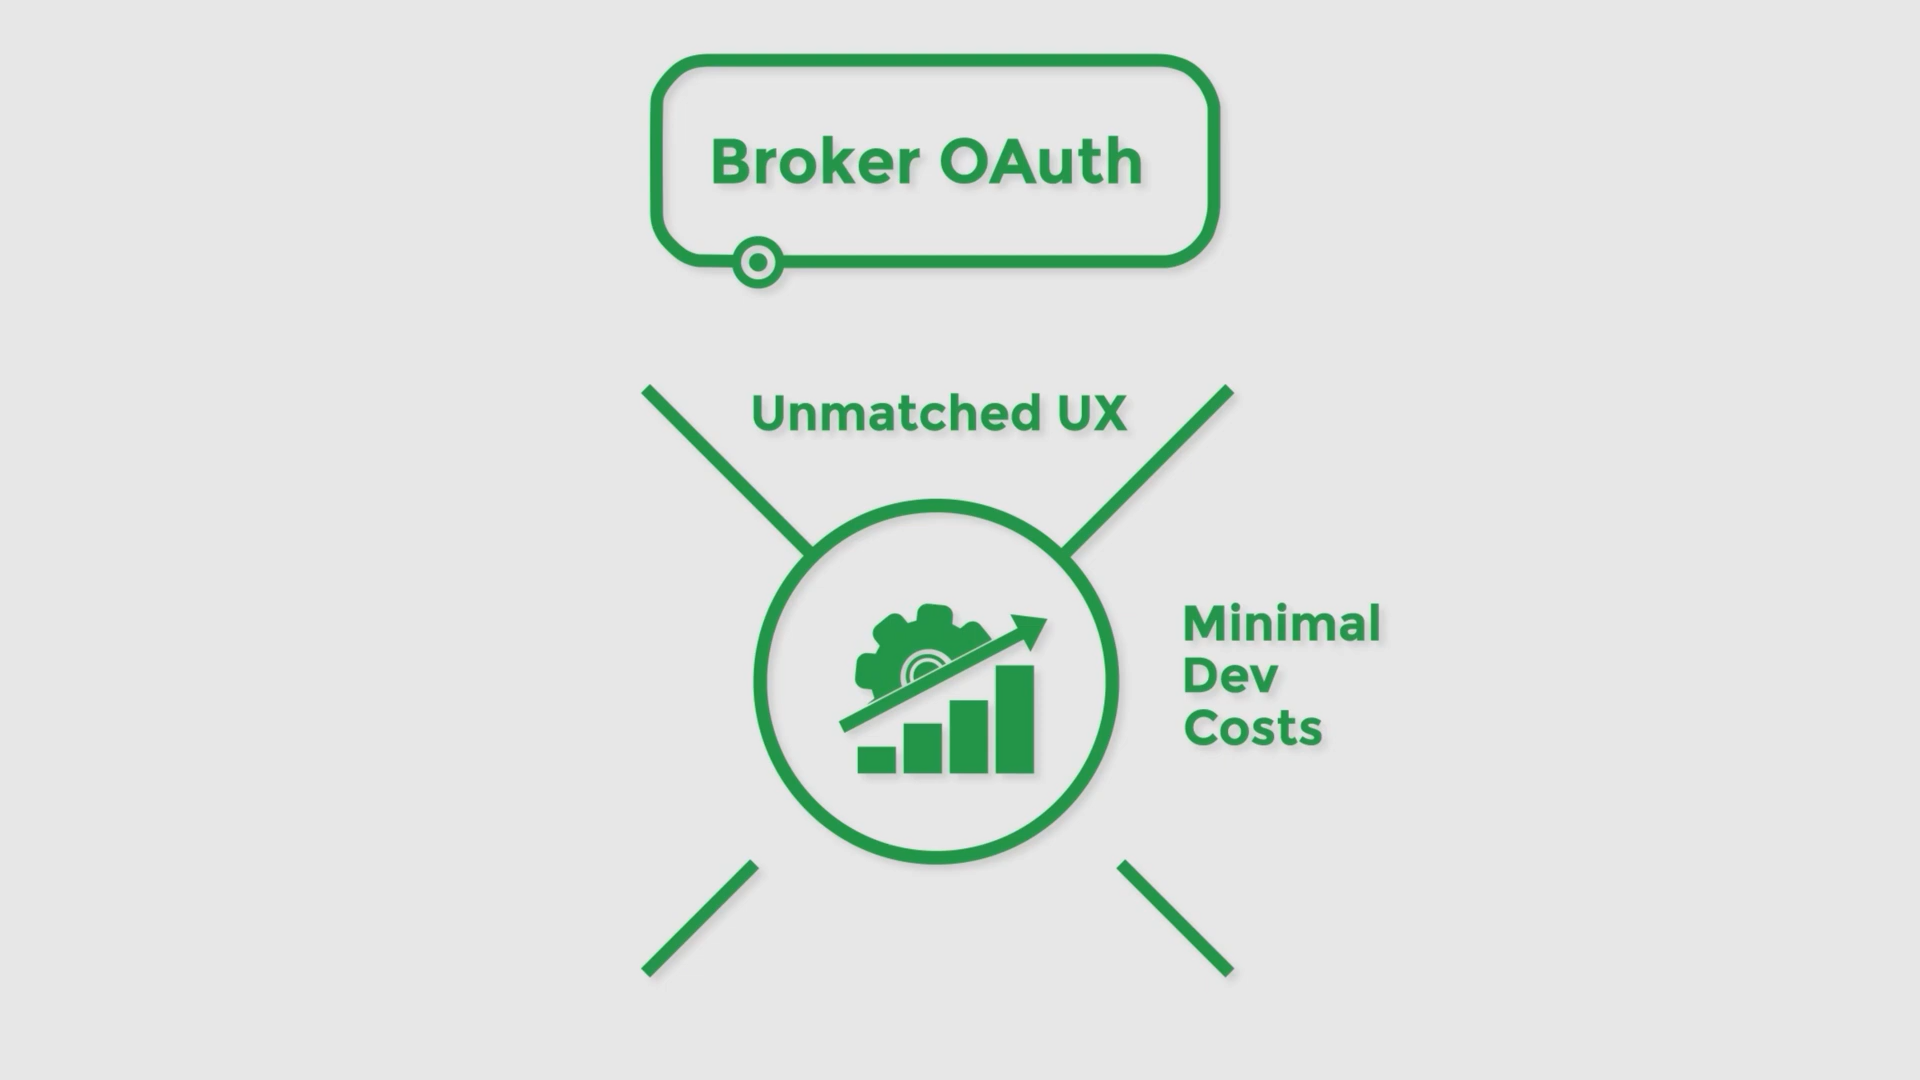 Broker OAuth
Unmatched UX
Minimal
Dev
Costs